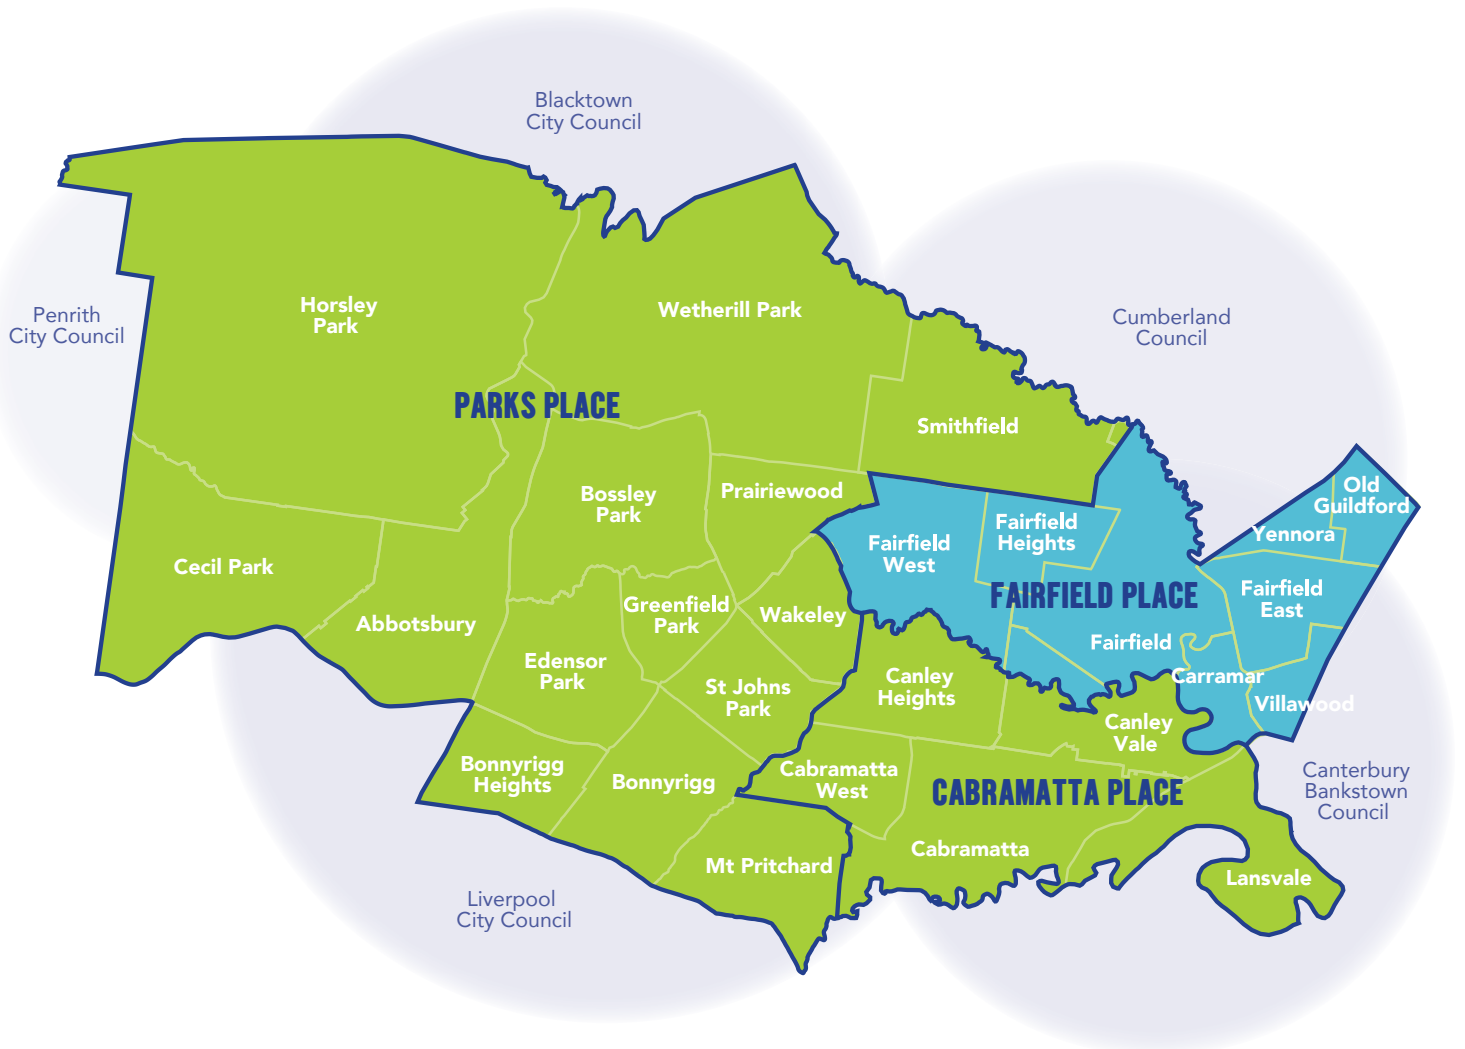 Blacktown
City Council
Penrith
City Council
Horsley
Park
Wetherill Park
Cumberland
Council
PARKS PLACE
Smithfield
Bossley
Park
Prairiewood
Old
Guildford
Yennora
Fairfield
Heights
Fairfield
West
Cecil Park
FAIRFIELD PLACE
Fairfield
East
Abbotsbury
Greenfield
Park
Wakeley
Fairfield
Edensor
Park
St Johns
Park
Canley
Heights
Carramar
Villawood
Canley
Vale
Bonnyrigg
Heights
Bonnyrigg
Cabramatta
West
CABRAMATTA PLACE
Canterbury
Bankstown
Council
Mt Pritchard
Cabramatta
Lansvale
Liverpool
City Council